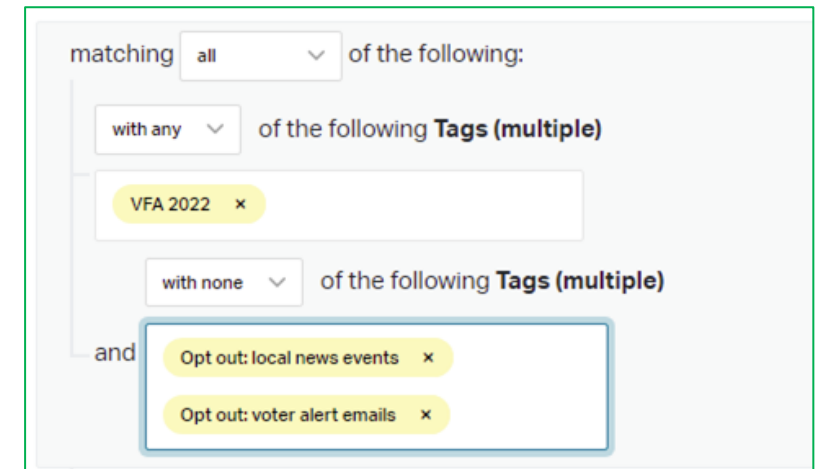 matching all of the following:
with any of the following Tags (multiple)
VFA 2022 ×
with none of the following Tags (multiple)
and
Opt out: local news events ×
Opt out: voter alert emails ×